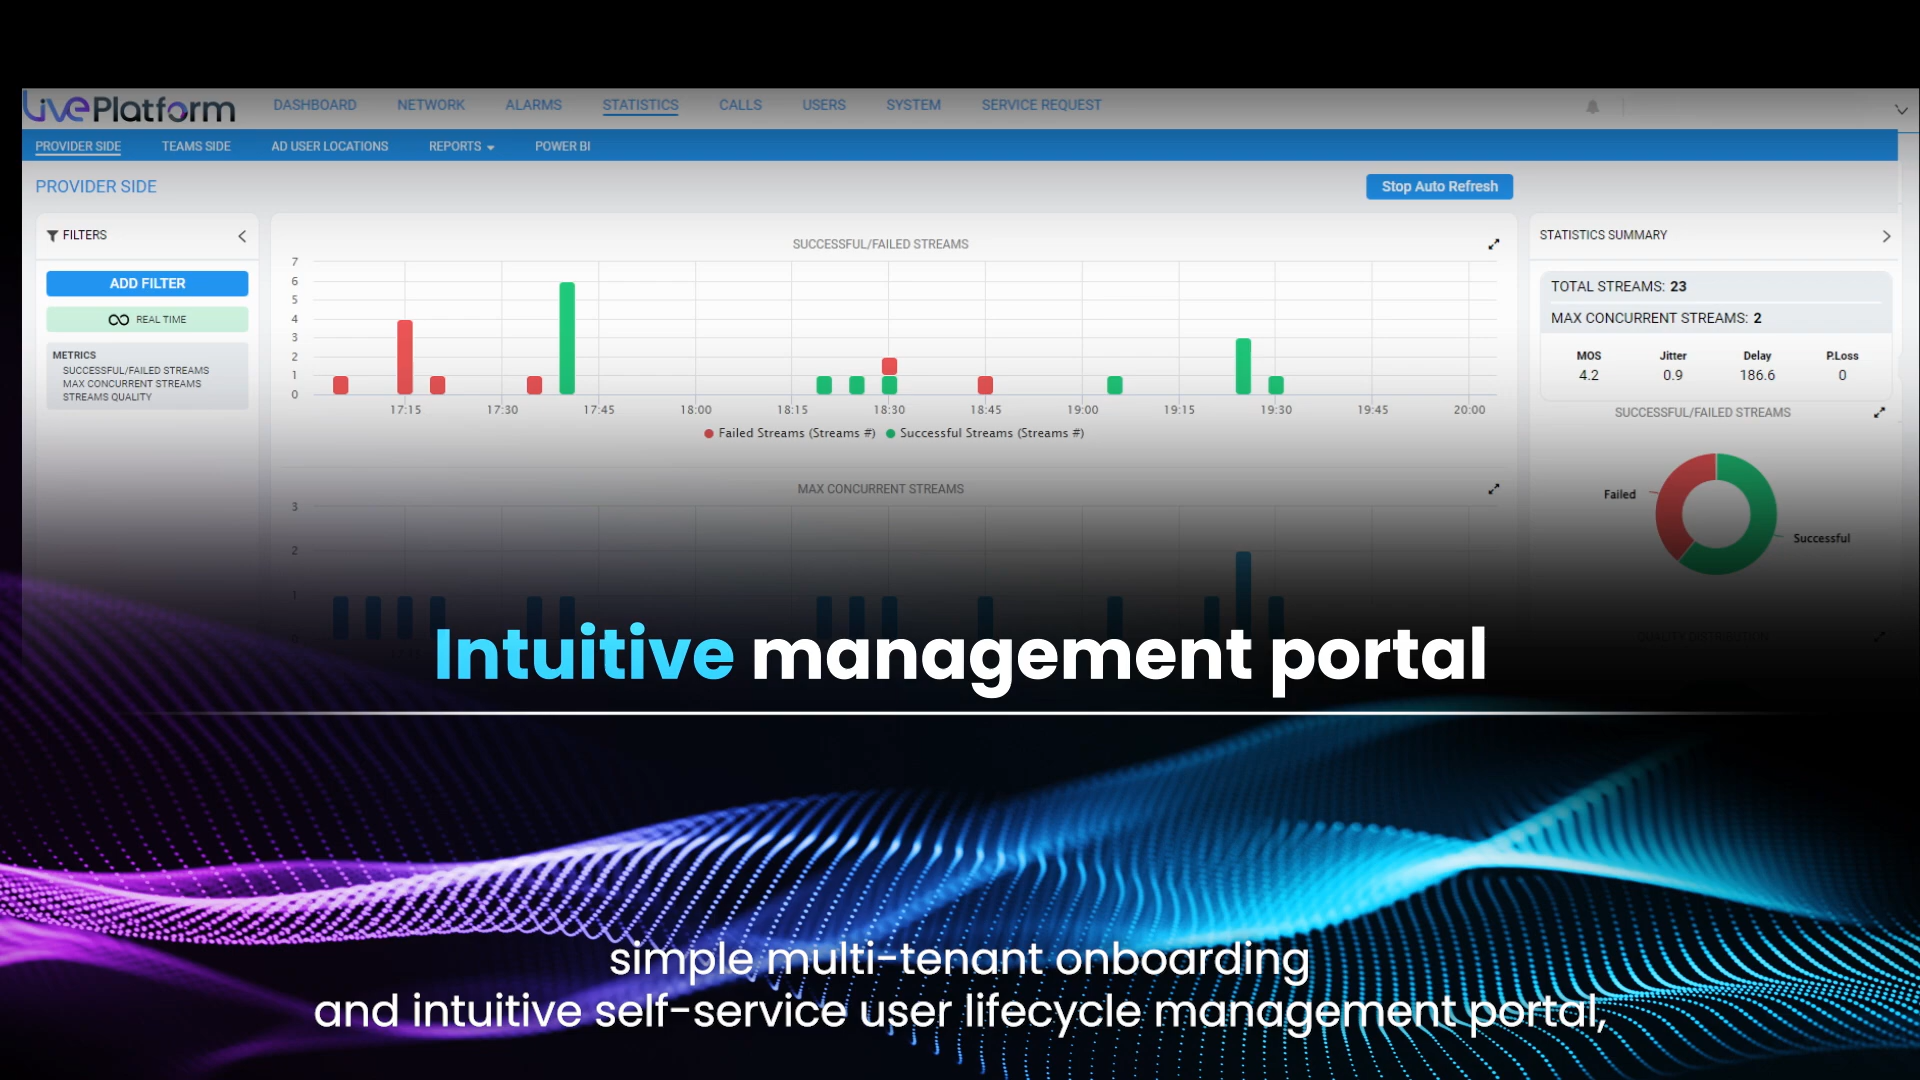 LivePlatform
DASHBOARD NETWORK ALARMS STATISTICS CALLS USERS SYSTEM SERVICE REQUEST
PROVIDER SIDE TEAMS SIDE AD USER LOCATIONS REPORTS POWER BI
PROVIDER SIDE
Stop Auto Refresh
FILTERS
ADD FILTER
REAL TIME
METRICS
SUCCESSFUL/FAILED STREAMS
MAX CONCURRENT STREAMS
STREAMS QUALITY
SUCCESSFUL/FAILED STREAMS
7
6
5
4
3
2
1
0
17:15 17:30 17:45 18:00 18:15 18:30 18:45 19:00 19:15 19:30 19:45 20:00
Failed Streams (Streams #) Successful Streams (Streams #)
MAX CONCURRENT STREAMS
3
2
1
0
STATISTICS SUMMARY
TOTAL STREAMS: 23
MAX CONCURRENT STREAMS: 2
MOS Jitter Delay P.Loss
4.2 0.9 186.6 0
SUCCESSFUL/FAILED STREAMS
Failed
Successful
QUALITY DISTRIBUTION
Intuitive management portal
simple multi-tenant onboarding
and intuitive self-service user lifecycle management portal,